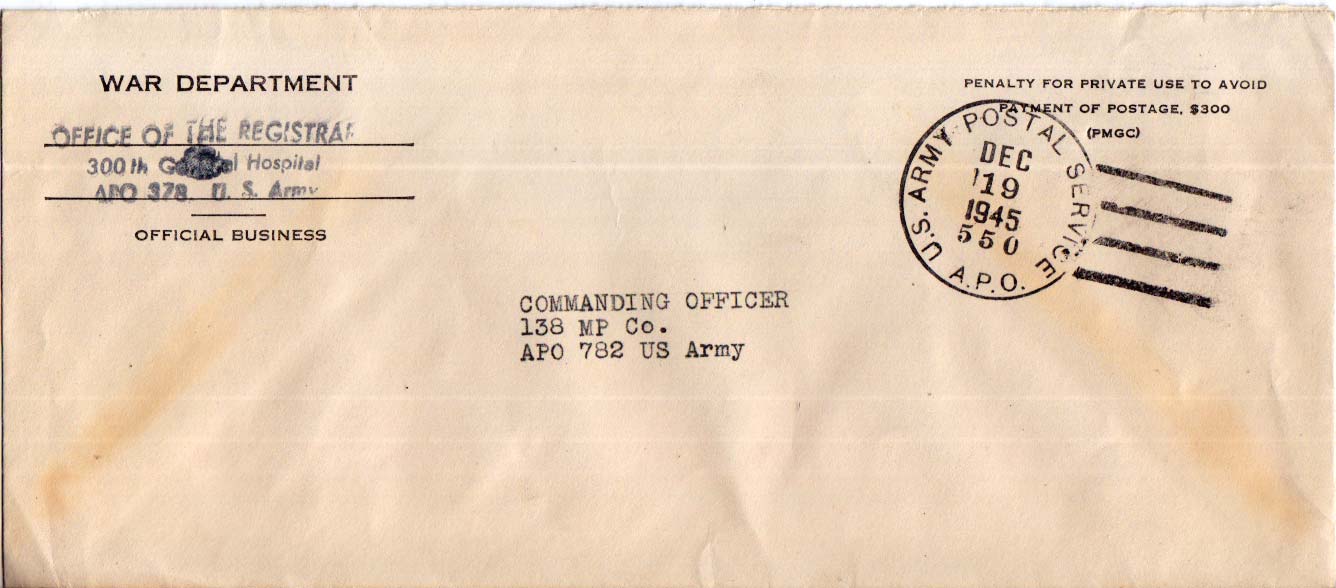 WAR DEPARTMENT
OFFICE OF THE REGISTRAR
300th General Hospital
APO 378, U. S. Army
OFFICIAL BUSINESS
PENALTY FOR PRIVATE USE TO AVOID
PAYMENT OF POSTAGE, $300
(PMGC)
U.S. ARMY POSTAL SERVICE
A.P.O.
DEC
19
1945
550
COMMANDING OFFICER
138 MP Co.
APO 782 US Army